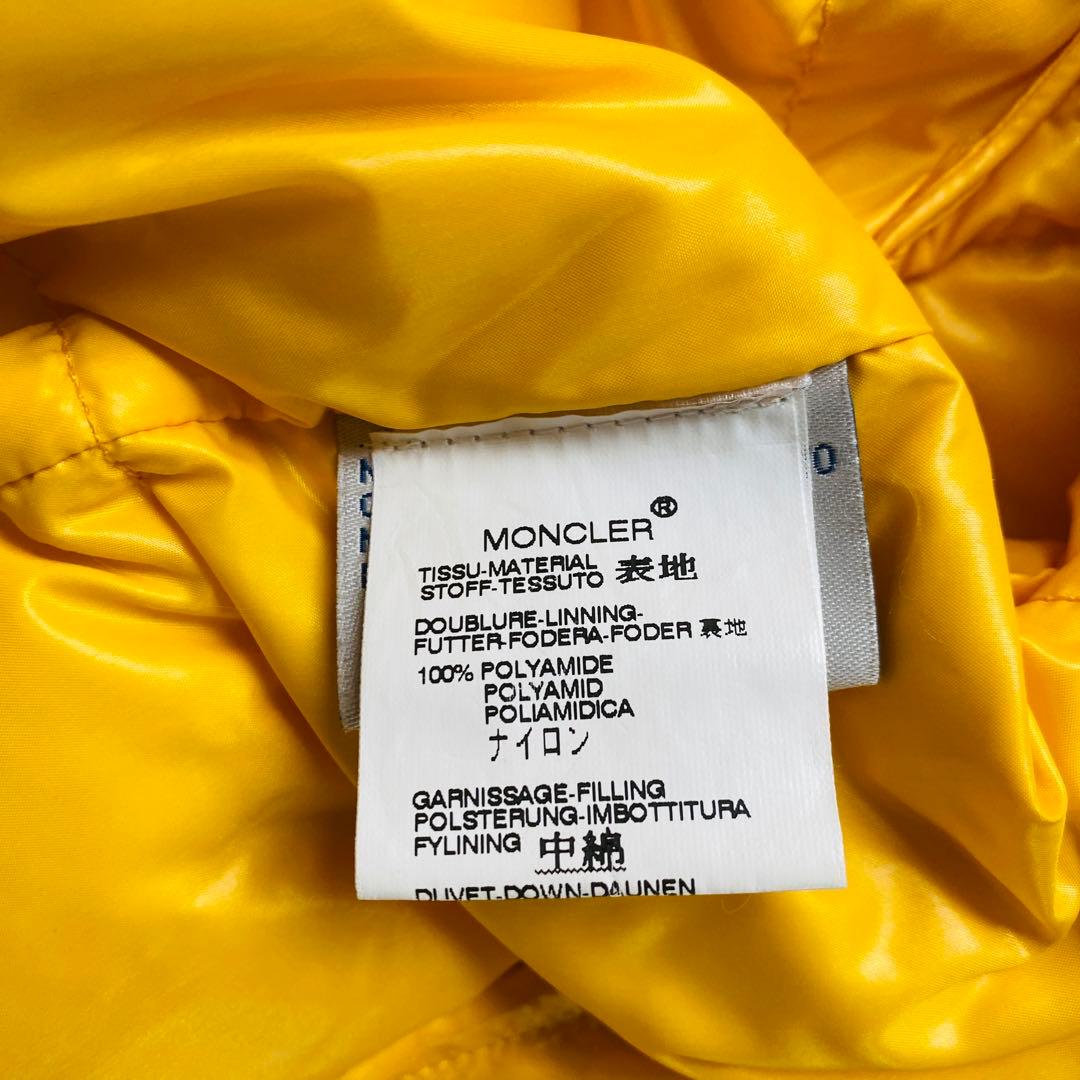 MONCLER®
TISSU-MATERIAL
STOFF-TESSUTO 表地
DOUBLURE-LINNING-
FUTTER-FODERA-FODER 裏地
100% POLYAMIDE
POLYAMID
POLIAMIDICA
ナイロン
GARNISSAGE-FILLING
POLSTERUNG-IMBOTTITURA
FYLINING 中綿
DUVET-DOWN-DAUNEN